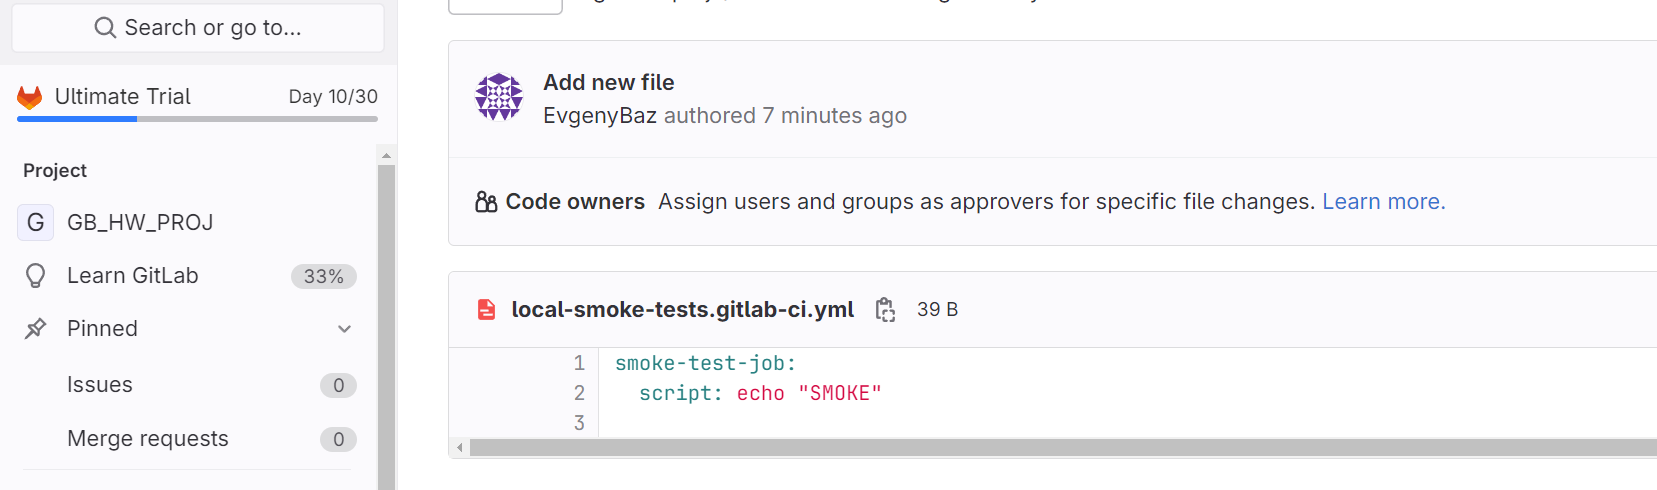 Search or go to...
Ultimate Trial Day 10/30
Project
G GB_HW_PROJ
Learn GitLab 33%
Pinned
Issues 0
Merge requests 0
Add new file
EvgenyBaz authored 7 minutes ago
Code owners Assign users and groups as approvers for specific file changes. Learn more.
local-smoke-tests.gitlab-ci.yml 39 B
1 smoke-test-job:
2   script: echo "SMOKE"
3